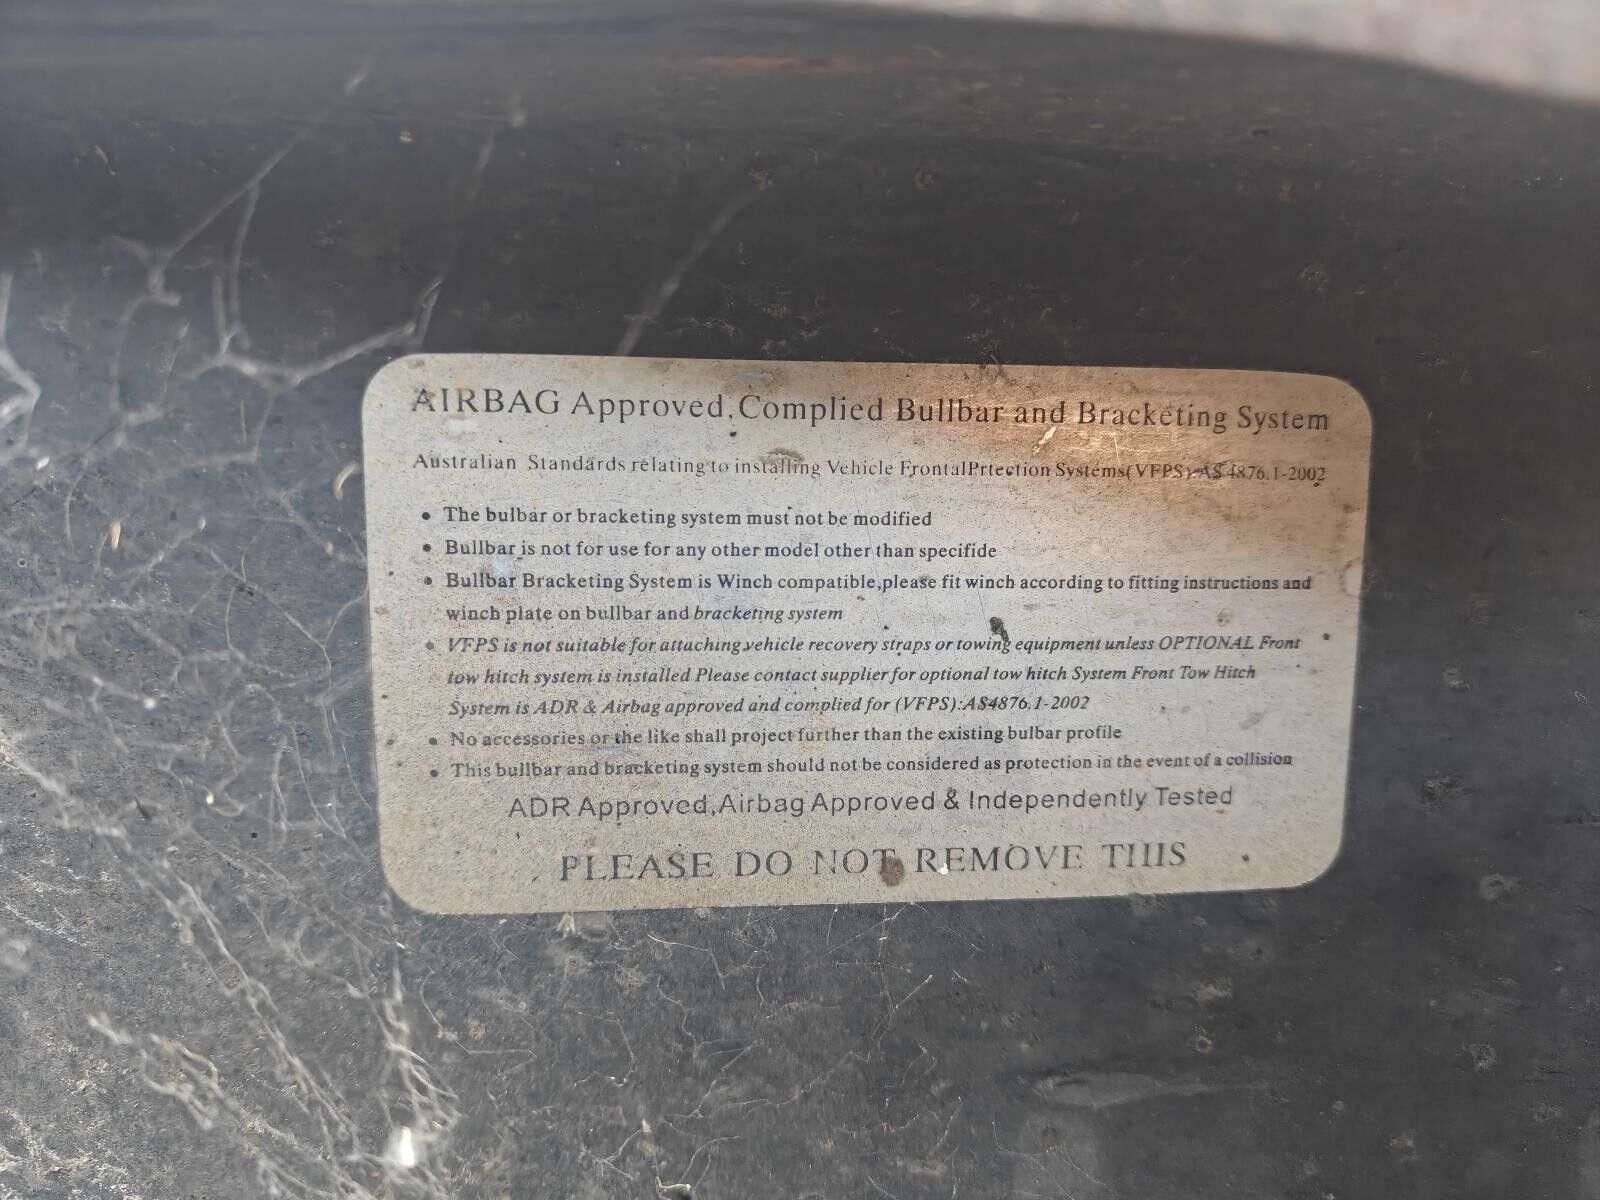 AIRBAG Approved,Complied Bullbar and Bracketing System
Australian Standards relating to installing Vehicle Frontal Prtection Systems(VFPS):AS 4876.1-2002
• The bulbar or bracketing system must not be modified
• Bullbar is not for use for any other model other than specifide
• Bullbar Bracketing System is Winch compatible,please fit winch according to fitting instructions and
winch plate on bullbar and bracketing system
• VFPS is not suitable for attaching vehicle recovery straps or towing equipment unless OPTIONAL Front
tow hitch system is installed Please contact supplier for optional tow hitch System Front Tow Hitch
System is ADR & Airbag approved and complied for (VFPS):AS4876.1-2002
• No accessories or the like shall project further than the existing bulbar profile
• This bullbar and bracketing system should not be considered as protection in the event of a collision
ADR Approved,Airbag Approved & Independently Tested
PLEASE DO NOT REMOVE THIS